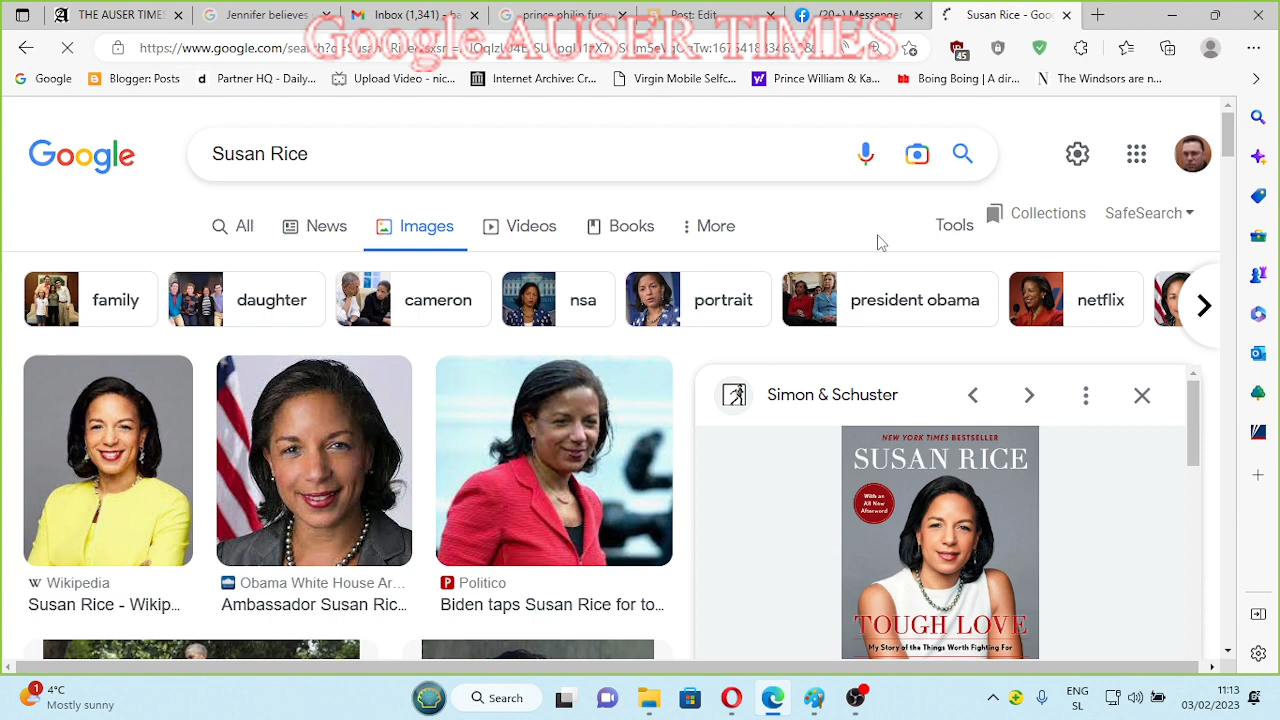 THE AUSER TIMES
Jennifer believes
Inbox (1,341) - ba
prince philip fun
Post: Edit
(20+) Messenger
Susan Rice - Goo
Google AUSER TIMES
Google
Blogger: Posts
Partner HQ - Daily...
Upload Video - nic...
Internet Archive: Cr...
Virgin Mobile Selfc...
Prince William & Ka...
Boing Boing | A dir...
The Windsors are n...
45
Google
Susan Rice
All
News
Images
Videos
Books
More
Tools
Collections
SafeSearch
family
daughter
cameron
nsa
portrait
president obama
netflix
Wikipedia
Susan Rice - Wikip...
Obama White House Ar...
Ambassador Susan Ric...
Politico
Biden taps Susan Rice for to...
Simon & Schuster
NEW YORK TIMES BESTSELLER
SUSAN RICE
With an
All New
Afterword
TOUGH LOVE
My Story of the Things Worth Fighting For
1
4°C
Mostly sunny
Search
ENG
SL
11:13
03/02/2023